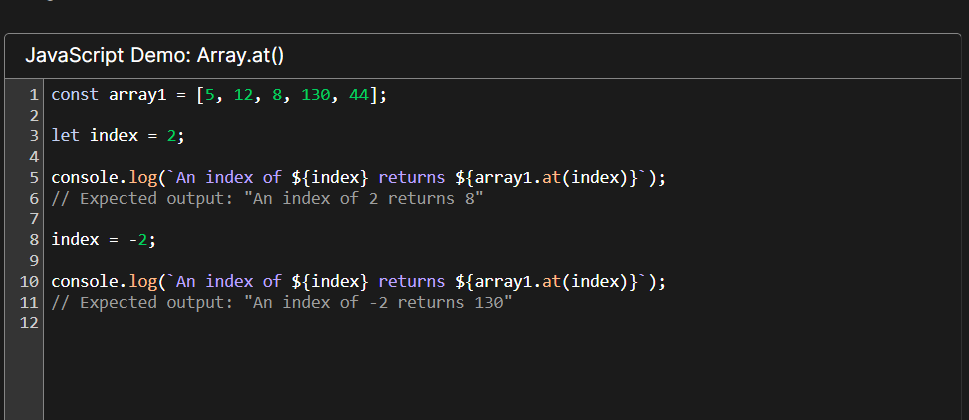 JavaScript Demo: Array.at()
1 const array1 = [5, 12, 8, 130, 44];
2
3 let index = 2;
4
5 console.log(`An index of ${index} returns ${array1.at(index)}`);
6 // Expected output: "An index of 2 returns 8"
7
8 index = -2;
9
10 console.log(`An index of ${index} returns ${array1.at(index)}`);
11 // Expected output: "An index of -2 returns 130"
12